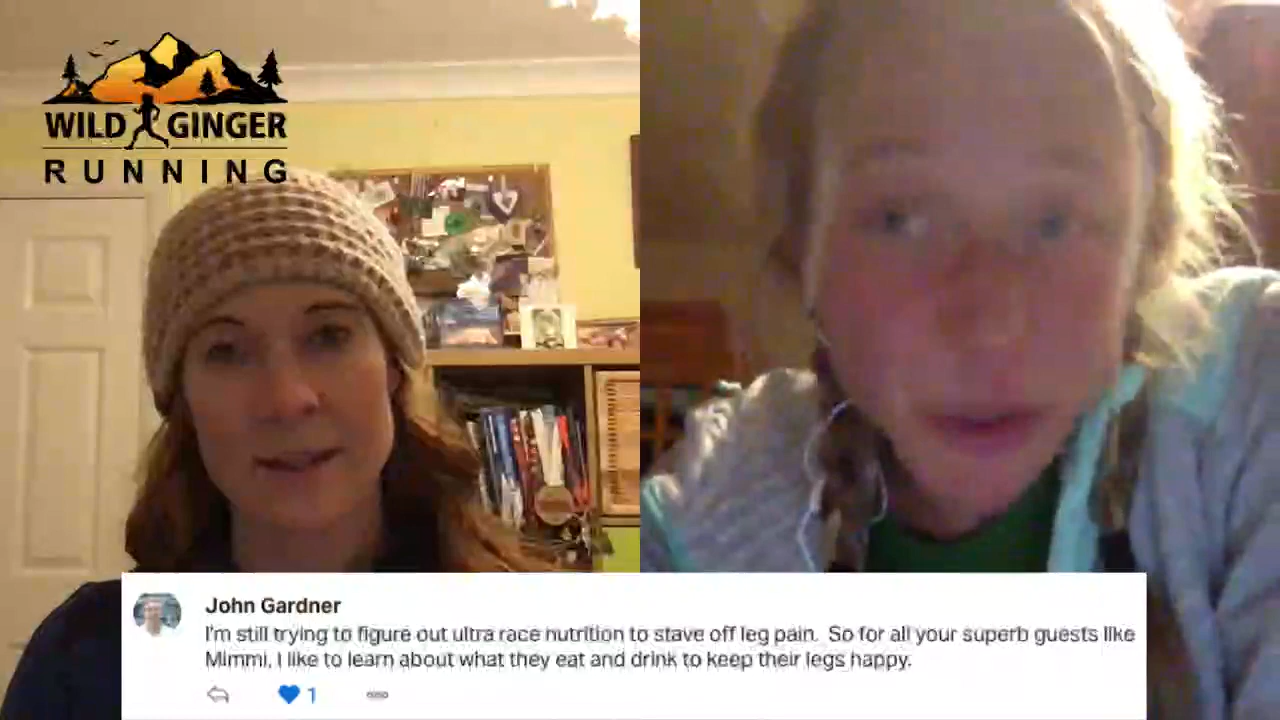 WILD GINGER
RUNNING
John Gardner
I'm still trying to figure out ultra race nutrition to stave off leg pain.  So for all your superb guests like
Mimmi, I like to learn about what they eat and drink to keep their legs happy.
1